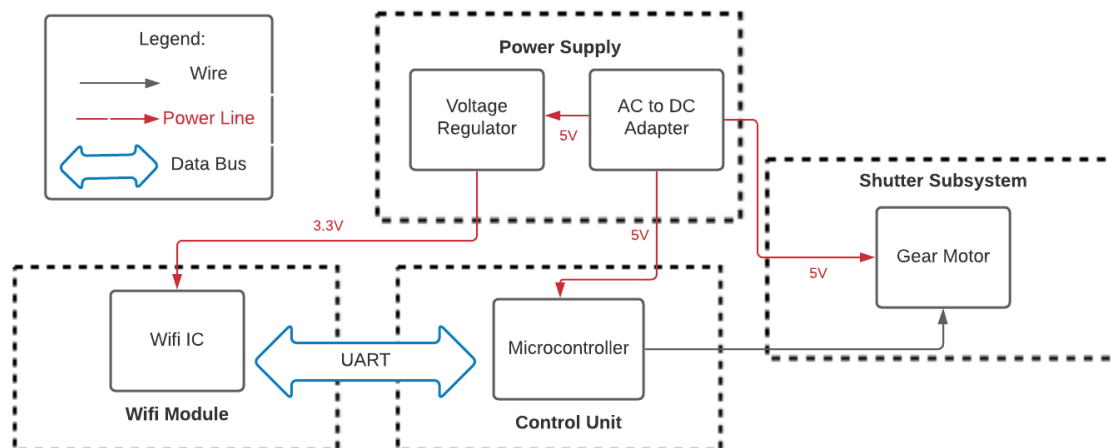 Legend:
Wire
Power Line
Data Bus
Power Supply
Voltage
Regulator
AC to DC
Adapter
5V
3.3V
5V
5V
Shutter Subsystem
Gear Motor
Wifi IC
Wifi Module
UART
Microcontroller
Control Unit